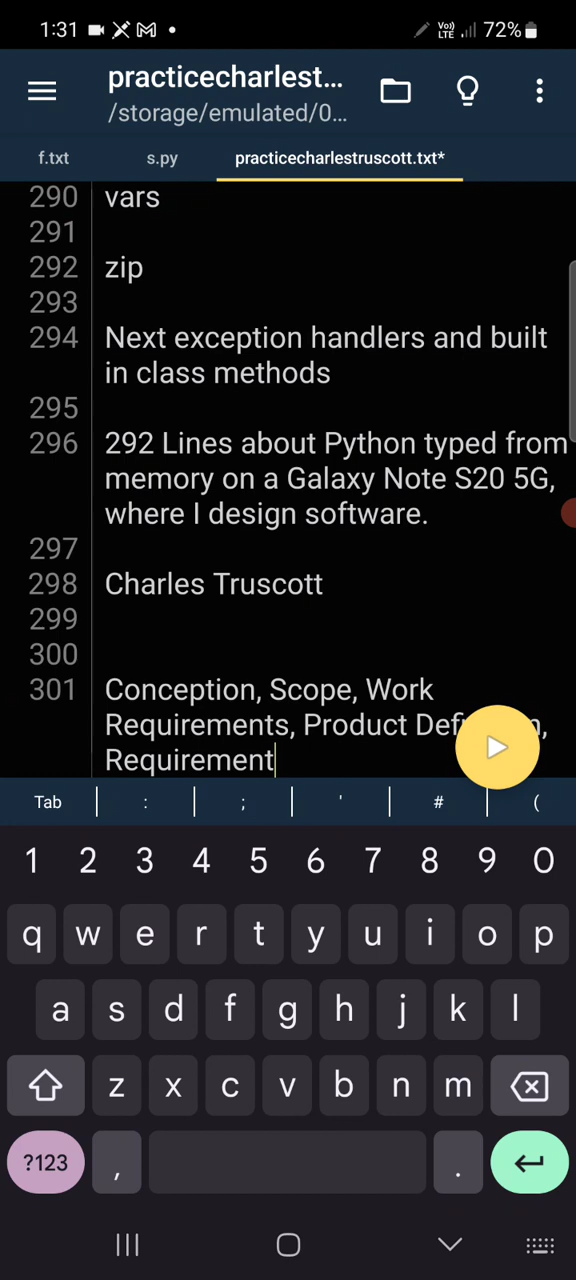 1:31 Vo)) LTE 72%
practicecharlest...
/storage/emulated/0...
f.txt s.py practicecharlestruscott.txt*
290 vars
291
292 zip
293
294 Next exception handlers and built
in class methods
295
296 292 Lines about Python typed from
memory on a Galaxy Note S20 5G,
where I design software.
297
298 Charles Truscott
299
300
301 Conception, Scope, Work
Requirements, Product
Requirement
Tab : ; ' # (
1 2 3 4 5 6 7 8 9 0
q w e r t y u i o p
a s d f g h j k l
z x c v b n m
?123 , .